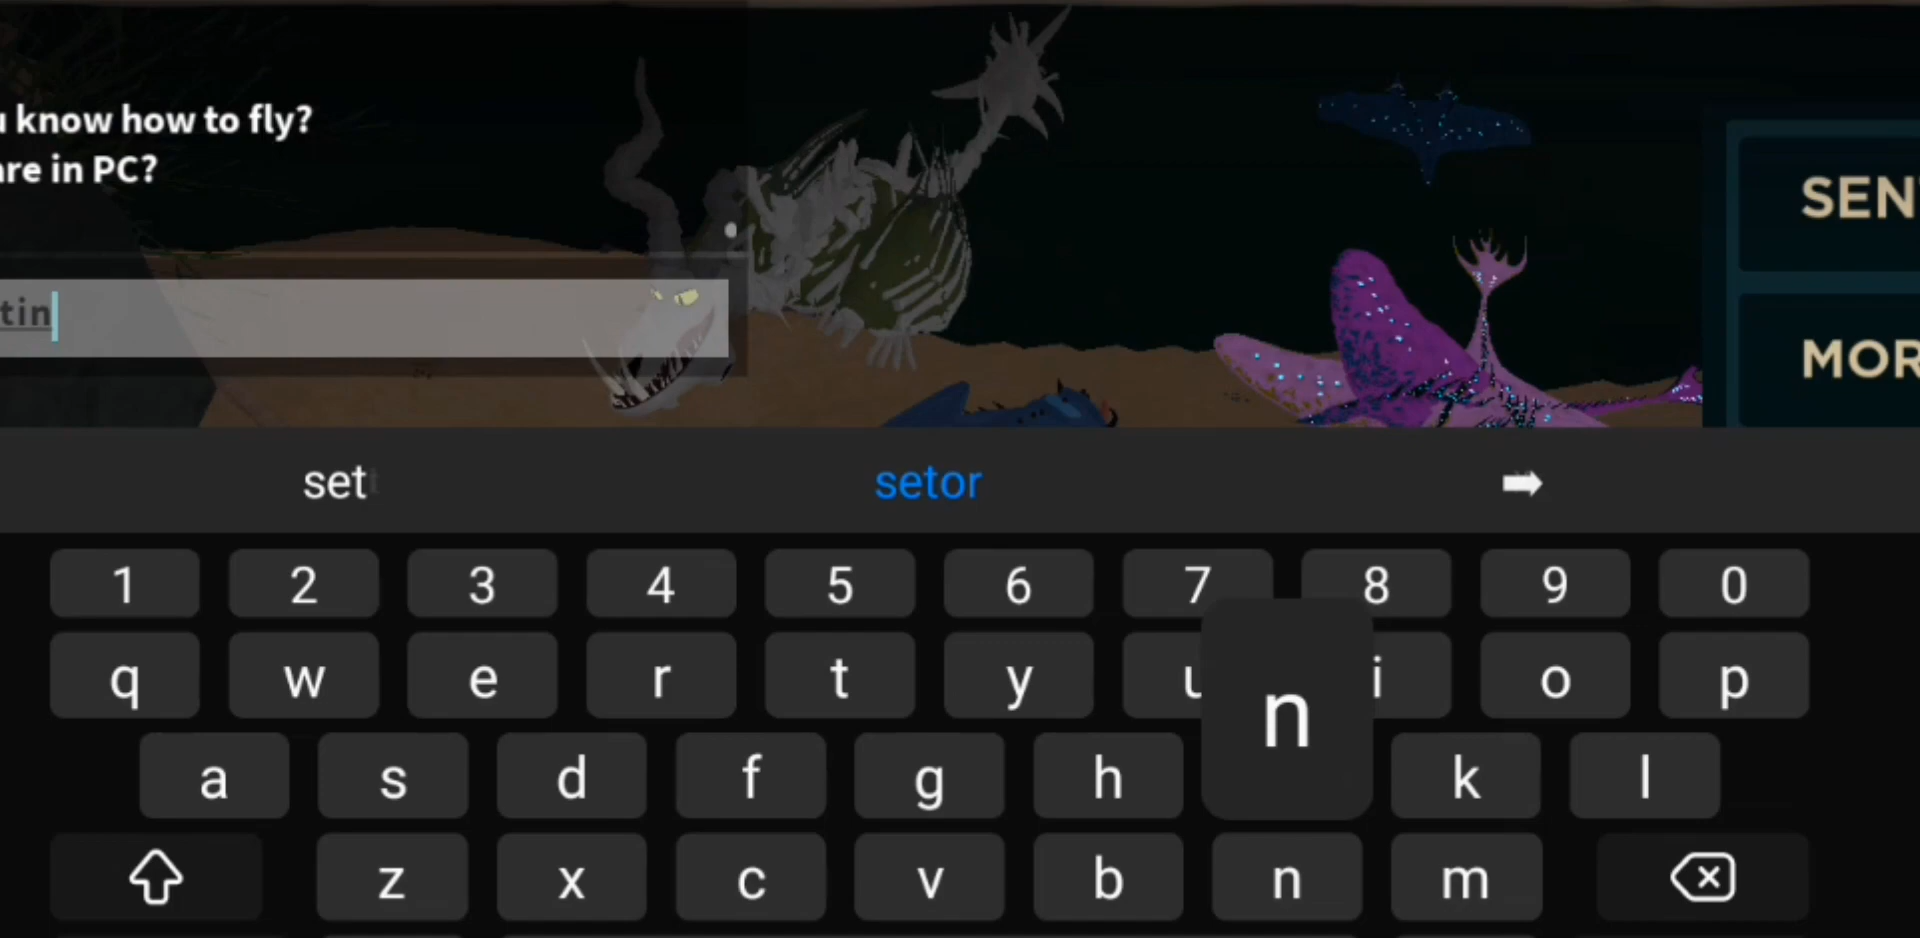 u know how to fly?
are in PC?
SEN
tin
MOR
set
setor
1 2 3 4 5 6 7 8 9 0
q w e r t y u i o p
a s d f g h n k l
z x c v b n m